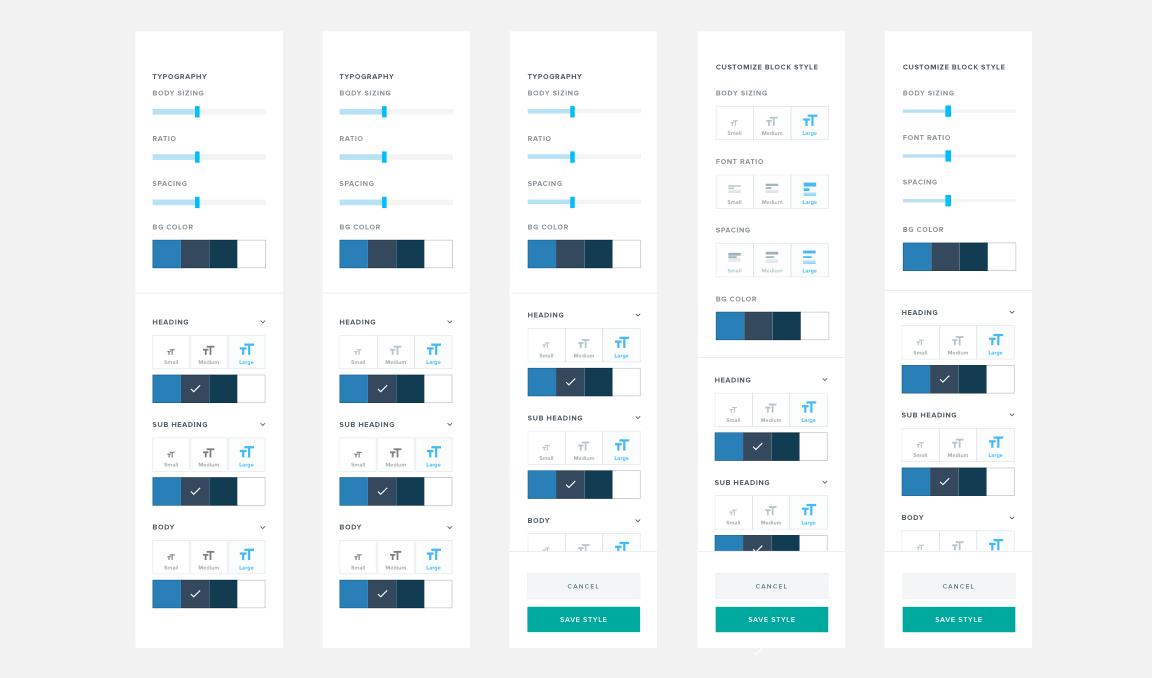 TYPOGRAPHY
BODY SIZING
RATIO
SPACING
BG COLOR
HEADING
Small Medium Large
SUB HEADING
Small Medium Large
BODY
Small Medium Large
TYPOGRAPHY
BODY SIZING
RATIO
SPACING
BG COLOR
HEADING
Small Medium Large
SUB HEADING
Small Medium Large
BODY
Small Medium Large
TYPOGRAPHY
BODY SIZING
RATIO
SPACING
BG COLOR
HEADING
Small Medium Large
SUB HEADING
Small Medium Large
BODY
CANCEL
SAVE STYLE
CUSTOMIZE BLOCK STYLE
BODY SIZING
Small Medium Large
FONT RATIO
Small Medium Large
SPACING
Small Medium Large
BG COLOR
HEADING
Small Medium Large
SUB HEADING
Small Medium Large
CANCEL
SAVE STYLE
CUSTOMIZE BLOCK STYLE
BODY SIZING
FONT RATIO
SPACING
BG COLOR
HEADING
Small Medium Large
SUB HEADING
Small Medium Large
BODY
CANCEL
SAVE STYLE